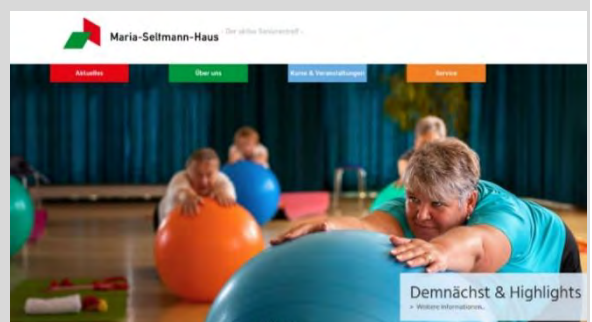 Maria-Seltmann-Haus
- Der aktive Seniorentreff -
Aktuelles
Über uns
Kurse & Veranstaltungen
Service
Demnächst & Highlights
» Weitere Informationen...